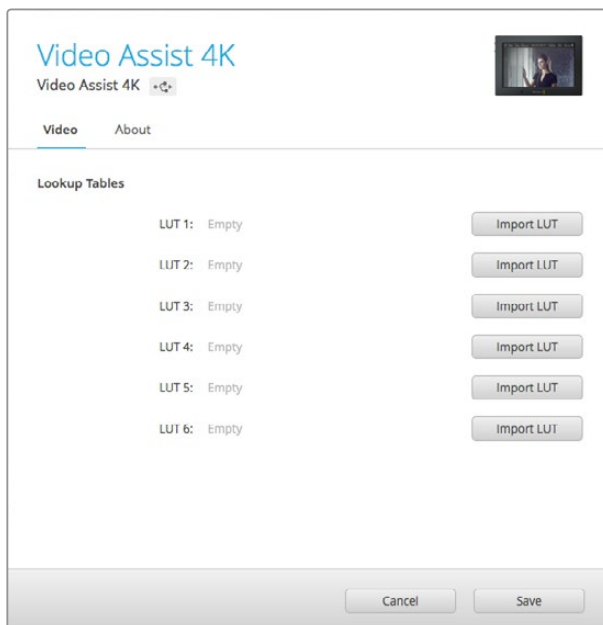 Video Assist 4K
Video Assist 4K
Video About
Lookup Tables
LUT 1: Empty Import LUT
LUT 2: Empty Import LUT
LUT 3: Empty Import LUT
LUT 4: Empty Import LUT
LUT 5: Empty Import LUT
LUT 6: Empty Import LUT
Cancel Save